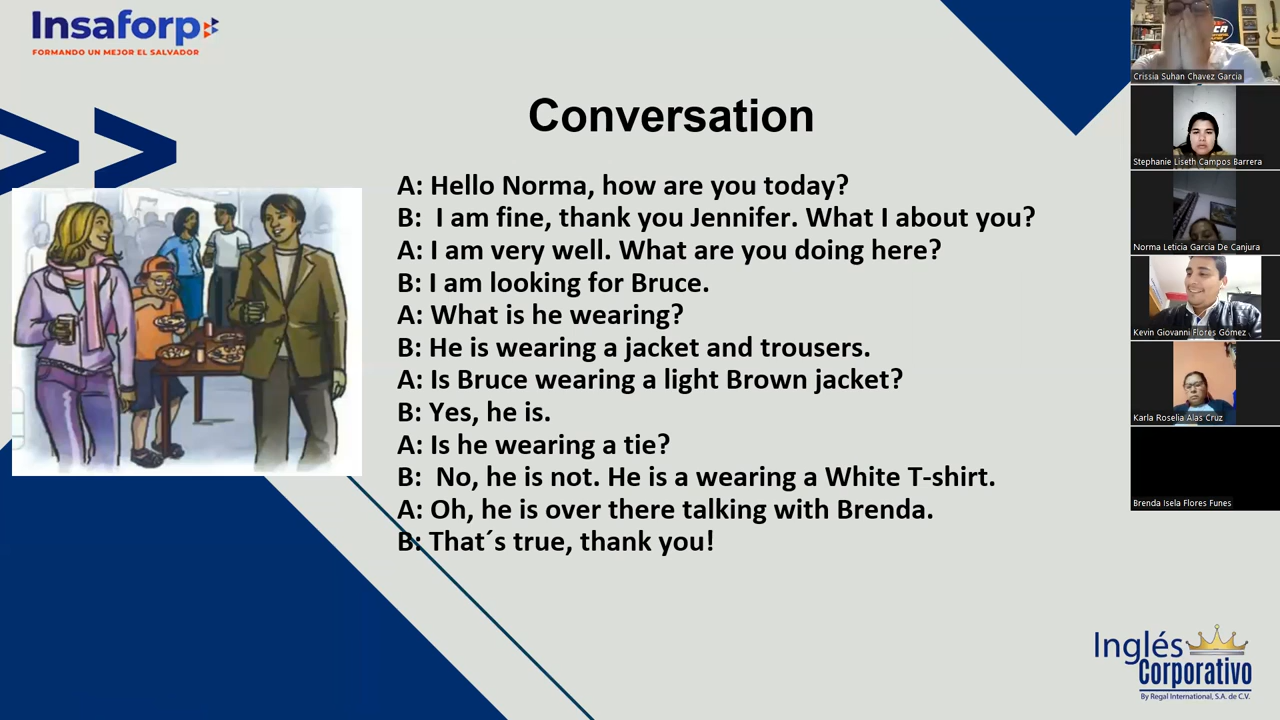 Insaforp
FORMANDO UN MEJOR EL SALVADOR
Conversation
A: Hello Norma, how are you today?
B: I am fine, thank you Jennifer. What I about you?
A: I am very well. What are you doing here?
B: I am looking for Bruce.
A: What is he wearing?
B: He is wearing a jacket and trousers.
A: Is Bruce wearing a light Brown jacket?
B: Yes, he is.
A: Is he wearing a tie?
B: No, he is not. He is a wearing a White T-shirt.
A: Oh, he is over there talking with Brenda.
B: That´s true, thank you!
Crissia Suhan Chavez Garcia
Stephanie Liseth Campos Barrera
Norma Leticia García De Canjura
Kevin Giovanni Flores Gómez
Karla Roselia Alas Cruz
Brenda Isela Flores Funes
Inglés
Corporativo
By Regal International, S.A. de C.V.